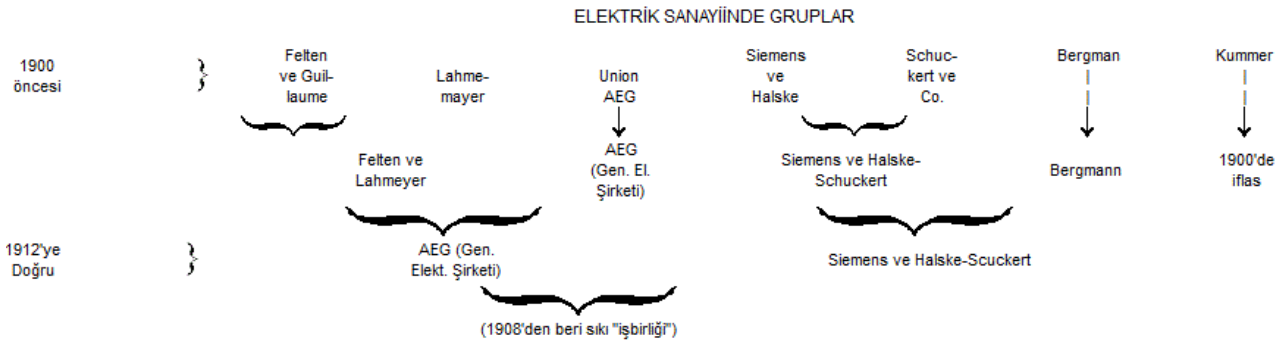 ELEKTRİK SANAYİİNDE GRUPLAR
1900
öncesi
Felten
ve Guil-
laume
Lahme-
mayer
Union
AEG
Siemens
ve
Halske
Schuc-
kert ve
Co.
Bergman
Kummer
Felten ve
Lahmeyer
AEG
(Gen. El.
Şirketi)
Siemens ve Halske-
Schuckert
Bergmann
1900'de
iflas
1912'ye
Doğru
AEG (Gen.
Elekt. Şirketi)
Siemens ve Halske-Scuckert
(1908'den beri sıkı "işbirliği")